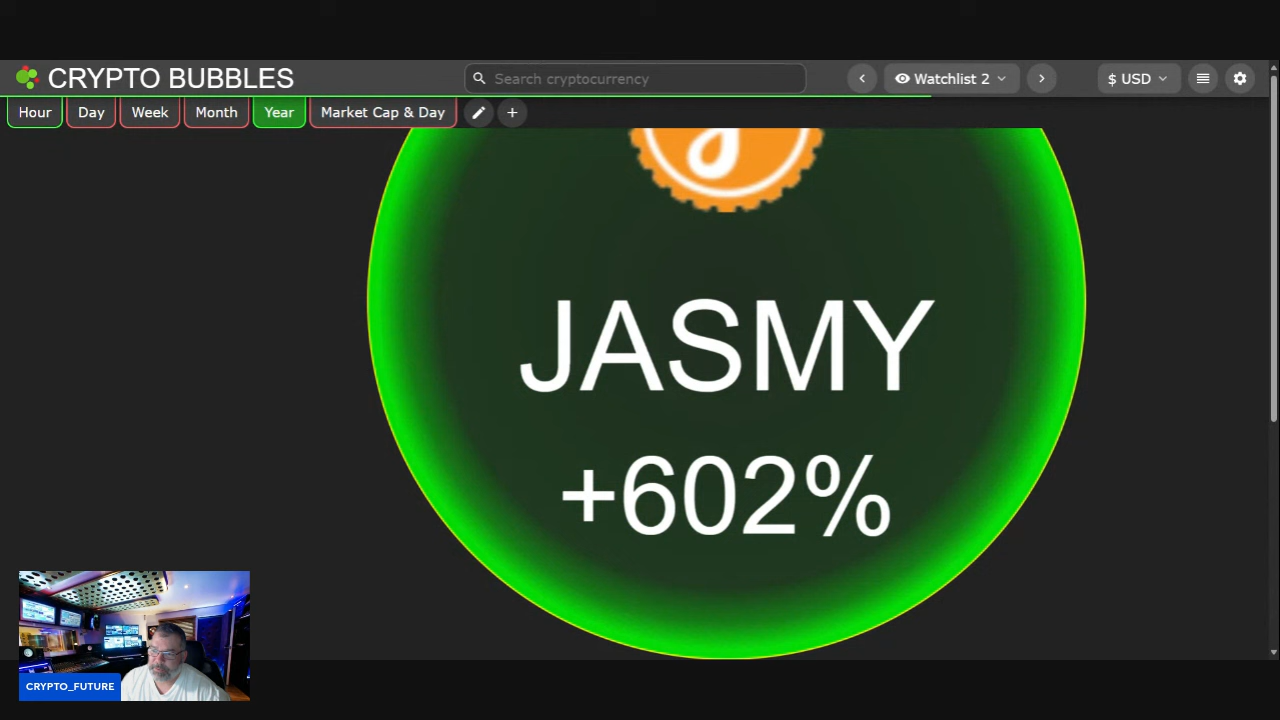 CRYPTO BUBBLES
Search cryptocurrency
Watchlist 2
$ USD
Hour
Day
Week
Month
Year
Market Cap & Day
JASMY
+602%
CRYPTO_FUTURE